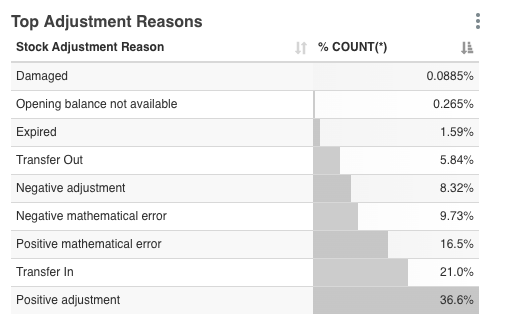 Top Adjustment Reasons
Stock Adjustment Reason % COUNT(*)
Damaged 0.0885%
Opening balance not available 0.265%
Expired 1.59%
Transfer Out 5.84%
Negative adjustment 8.32%
Negative mathematical error 9.73%
Positive mathematical error 16.5%
Transfer In 21.0%
Positive adjustment 36.6%